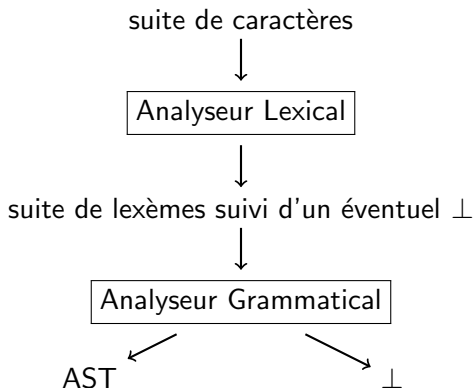 suite de caractères
Analyseur Lexical
suite de lexèmes suivi d'un éventuel ⊥
Analyseur Grammatical
AST ⊥